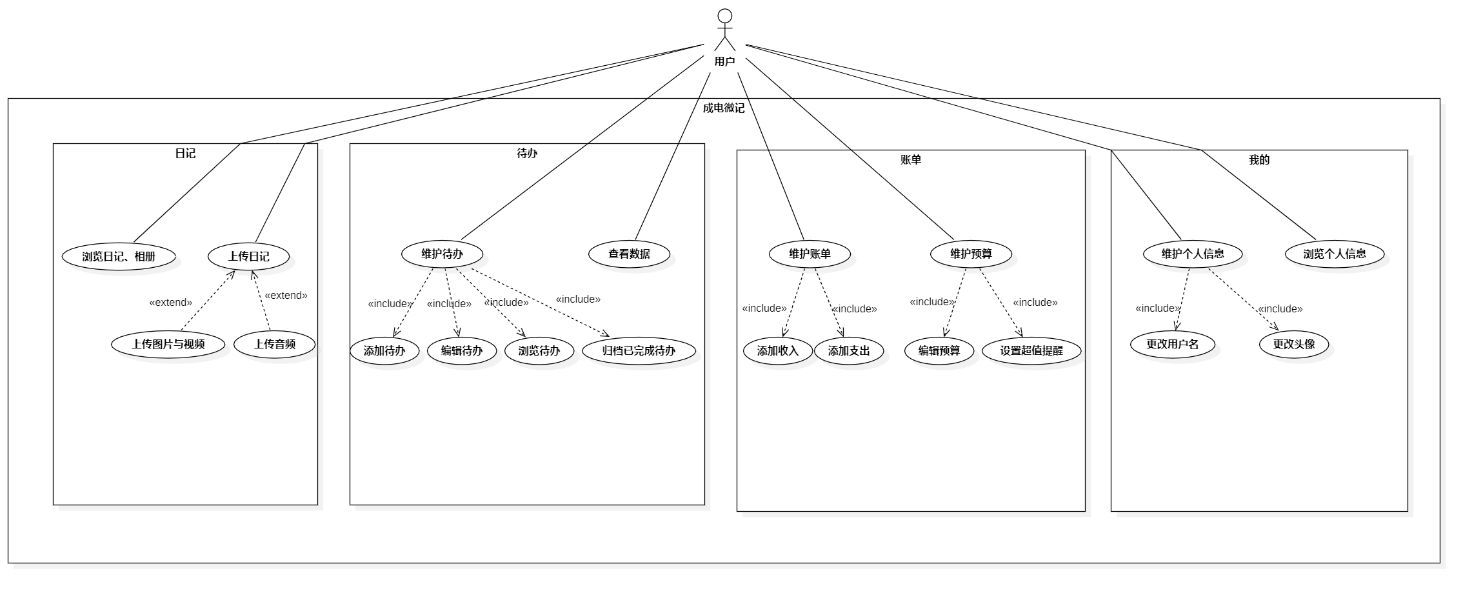 用户
成电微记
日记
待办
账单
我的
浏览日记、相册
上传日记
维护待办
查看数据
维护账单
维护预算
维护个人信息
浏览个人信息
«extend»
«extend»
«include»
«include»
«include»
«include»
«include»
«include»
«include»
«include»
«include»
«include»
上传图片与视频
上传音频
添加待办
编辑待办
浏览待办
归档已完成待办
添加收入
添加支出
编辑预算
设置超值提醒
更改用户名
更改头像